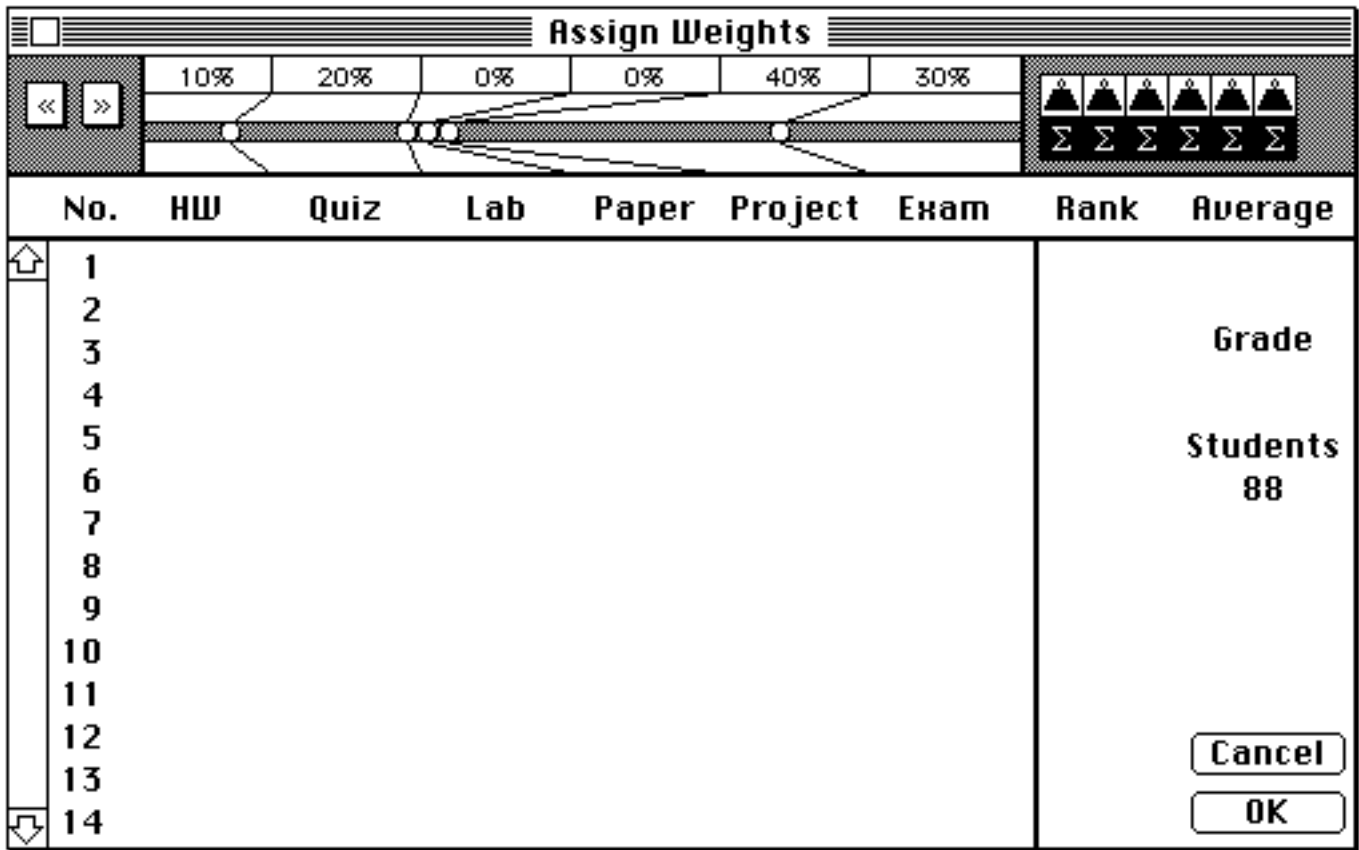 Assign Weights
« » 10% 20% 0% 0% 40% 30%
Σ Σ Σ Σ Σ Σ
No. HW Quiz Lab Paper Project Exam Rank Average
1
2
3 Grade
4
5 Students
6 88
7
8
9
10
11
12 Cancel
13
14 OK